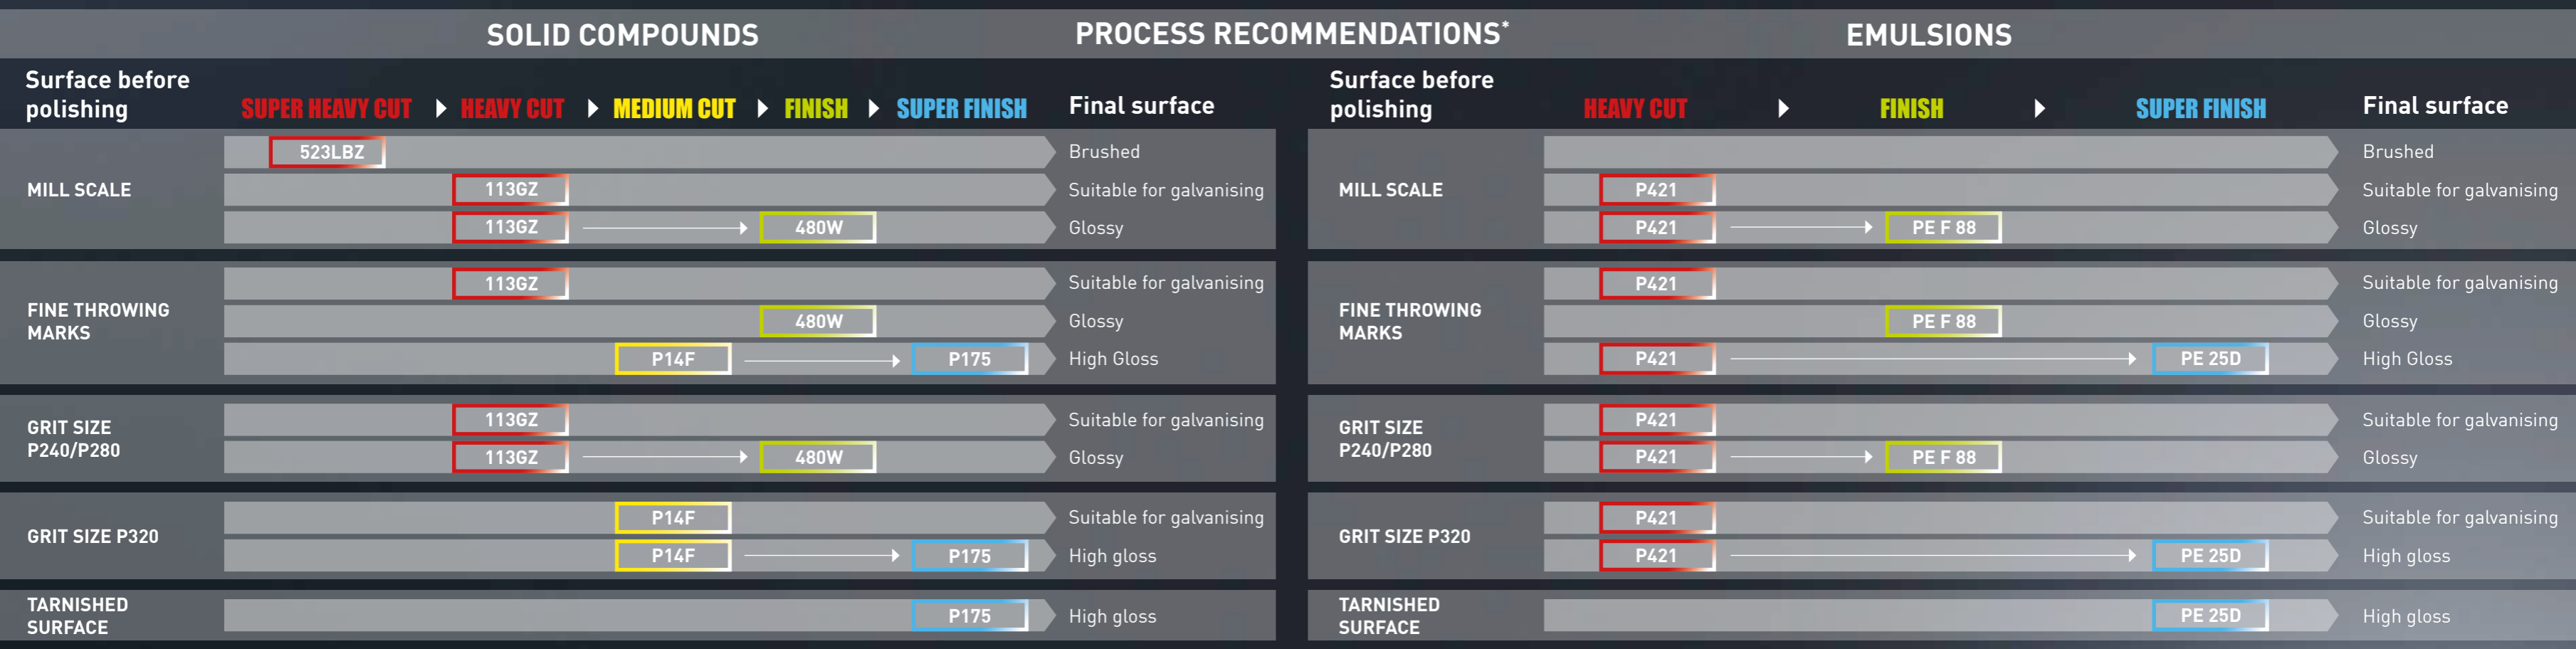 SOLID COMPOUNDS PROCESS RECOMMENDATIONS* EMULSIONS
Surface before
polishing
SUPER HEAVY CUT HEAVY CUT MEDIUM CUT FINISH SUPER FINISH Final surface
MILL SCALE
523LBZ Brushed
113GZ Suitable for galvanising
113GZ 480W Glossy
FINE THROWING
MARKS
113GZ Suitable for galvanising
480W Glossy
P14F P175 High Gloss
GRIT SIZE
P240/P280
113GZ Suitable for galvanising
113GZ 480W Glossy
GRIT SIZE P320
P14F Suitable for galvanising
P14F P175 High gloss
TARNISHED
SURFACE
P175 High gloss
Surface before
polishing
HEAVY CUT FINISH SUPER FINISH Final surface
MILL SCALE
Brushed
P421 Suitable for galvanising
P421 PE F 88 Glossy
FINE THROWING
MARKS
P421 Suitable for galvanising
PE F 88 Glossy
P421 PE 25D High Gloss
GRIT SIZE
P240/P280
P421 Suitable for galvanising
P421 PE F 88 Glossy
GRIT SIZE P320
P421 Suitable for galvanising
P421 PE 25D High gloss
TARNISHED
SURFACE
PE 25D High gloss